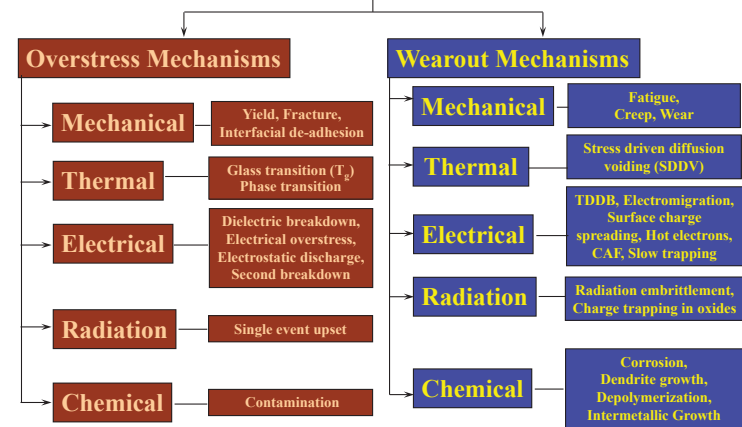 Overstress Mechanisms
Mechanical
Yield, Fracture,
Interfacial de-adhesion
Thermal
Glass transition (Tg)
Phase transition
Electrical
Dielectric breakdown,
Electrical overstress,
Electrostatic discharge,
Second breakdown
Radiation
Single event upset
Chemical
Contamination
Wearout Mechanisms
Mechanical
Fatigue,
Creep, Wear
Thermal
Stress driven diffusion
voiding (SDDV)
Electrical
TDDB, Electromigration,
Surface charge
spreading, Hot electrons,
CAF, Slow trapping
Radiation
Radiation embrittlement,
Charge trapping in oxides
Chemical
Corrosion,
Dendrite growth,
Depolymerization,
Intermetallic Growth